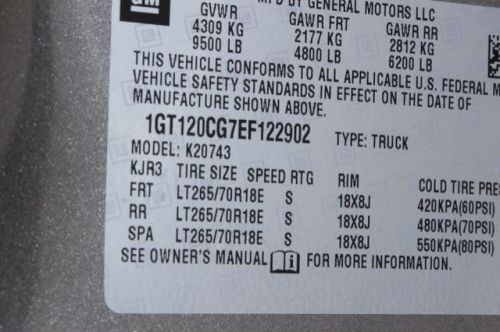 GM MFD BY GENERAL MOTORS LLC
GVWR GAWR FRT GAWR RR
4309 KG 2177 KG 2812 KG
9500 LB 4800 LB 6200 LB
THIS VEHICLE CONFORMS TO ALL APPLICABLE U.S. FEDERAL M
VEHICLE SAFETY STANDARDS IN EFFECT ON THE DATE OF
MANUFACTURE SHOWN ABOVE.
1GT120CG7EF122902 TYPE: TRUCK
MODEL: K20743
KJR3 TIRE SIZE SPEED RTG RIM COLD TIRE PRE
FRT LT265/70R18E S 18X8J 420KPA(60PSI)
RR LT265/70R18E S 18X8J 480KPA(70PSI)
SPA LT265/70R18E S 18X8J 550KPA(80PSI)
SEE OWNER'S MANUAL i FOR MORE INFORMATION.